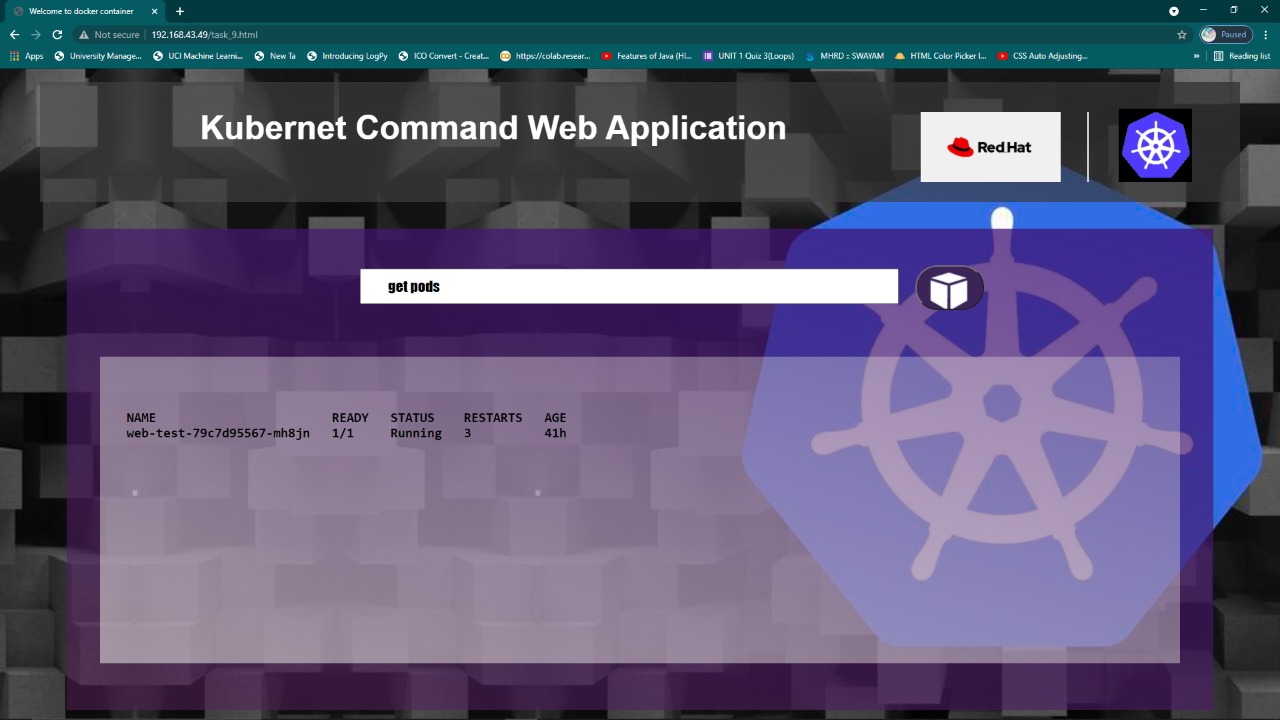 Welcome to docker container
Not secure 192.168.43.49/task_9.html Paused
Apps University Manage... UCI Machine Learni... New Ta Introducing LogPy ICO Convert - Creat... https://colab.resear... Features of Java (HI... UNIT 1 Quiz 3(Loops) MHRD :: SWAYAM HTML Color Picker I... CSS Auto Adjusting... » Reading list
Kubernet Command Web Application
Red Hat
get pods
NAME READY STATUS RESTARTS AGE
web-test-79c7d95567-mh8jn 1/1 Running 3 41h